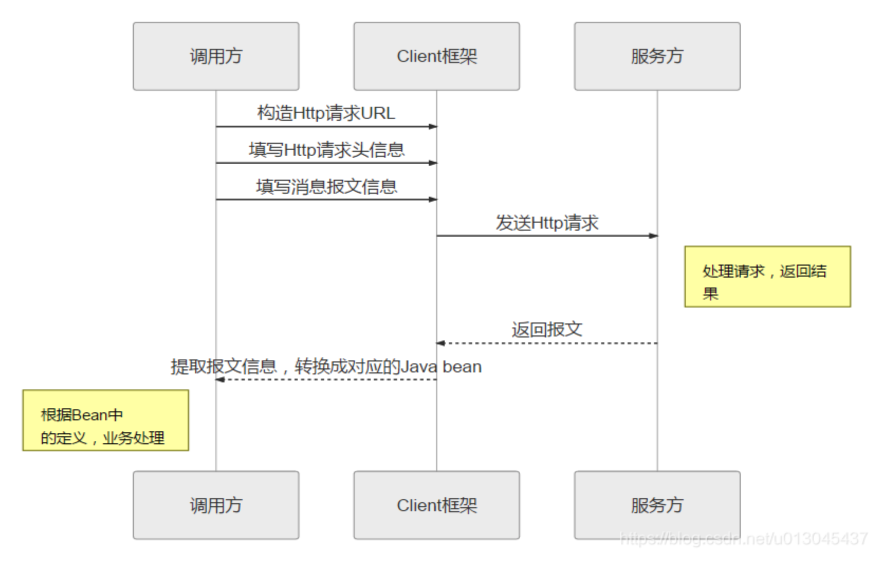 调用方
Client框架
服务方
构造Http请求URL
填写Http请求头信息
填写消息报文信息
发送Http请求
处理请求，返回结
果
返回报文
提取报文信息，转换成对应的Java bean
根据Bean中
的定义，业务处理
调用方
Client框架
服务方
https://blog.csdn.net/u013045437